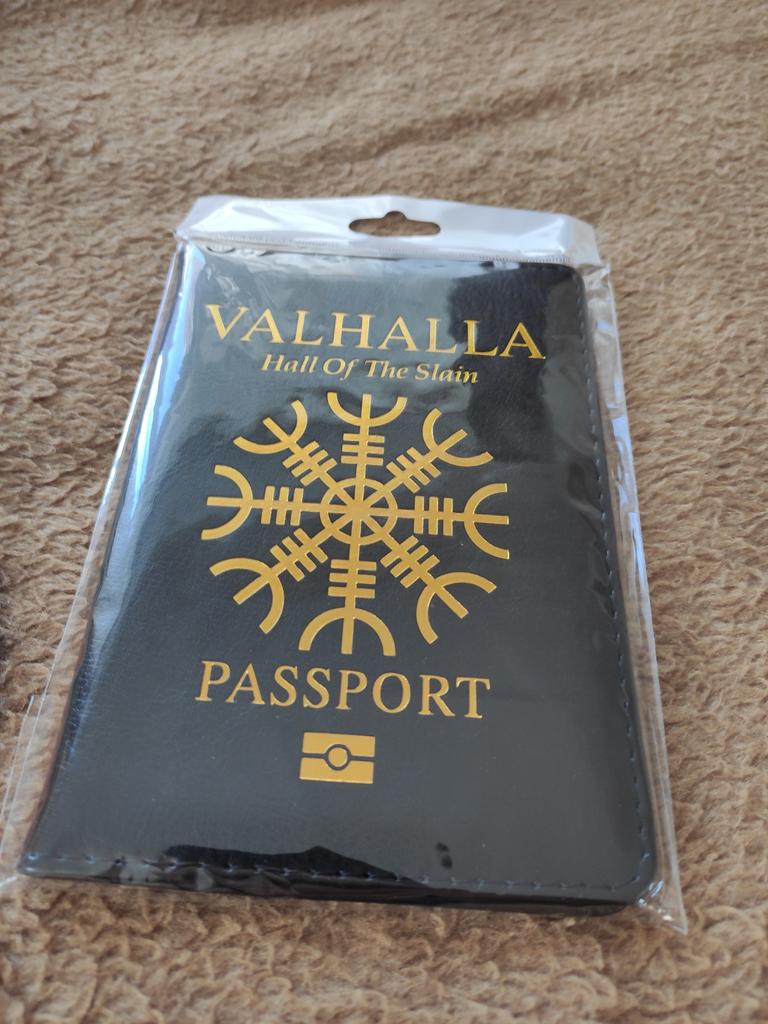 VALHALLA
Hall Of The Slain
PASSPORT